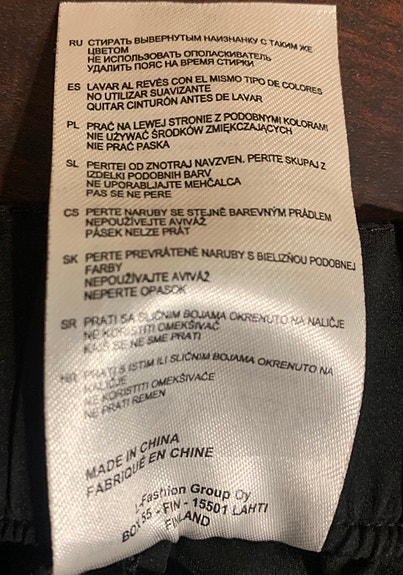 RU СТИРАТЬ ВЫВЕРНУТЫМ НАИЗНАНКУ С ТАКИМ ЖЕ
ЦВЕТОМ
НЕ ИСПОЛЬЗОВАТЬ ОПОЛАСКИВАТЕЛЬ
УДАЛИТЬ ПОЯС НА ВРЕМЯ СТИРКИ
ES LAVAR AL REVÉS CON EL MISMO TIPO DE COLORES
NO UTILIZAR SUAVIZANTE
QUITAR CINTURÓN ANTES DE LAVAR
PL PRAĆ NA LEWEJ STRONIE Z PODOBNYMI KOLORAMI
NIE UŻYWAĆ ŚRODKÓW ZMIĘKCZAJĄCYCH
NIE PRAĆ PASKA
SL PERITE OD ZNOTRAJ NAVZVEN, PERITE SKUPAJ Z
IZDELKI PODOBNIH BARV
NE UPORABLJAJTE MEHČALCA
PAS SE NE PERE
CS PERTE NARUBY SE STEJNĚ BAREVNÝM PRÁDLEM
NEPOUŽÍVEJTE AVIVÁŽ
PÁSEK NELZE PRÁT
SK PERTE PREVRÁTENÉ NARUBY S BIELIZŇOU PODOBNEJ
FARBY
NEPOUŽÍVAJTE AVIVÁŽ
NEPERTE OPASOK
SR PRATI SA SLIČNIM BOJAMA OKRENUTO NA NALIČJE
NE KORISTITI OMEKŠIVAČ
KAIŠ SE NE SME PRATI
HR PRATI S ISTIM ILI SLIČNIM BOJAMA OKRENUTO NA
NALIČJE
NE KORISTITI OMEKŠIVAČE
NE PRATI REMEN
MADE IN CHINA
FABRIQUÉ EN CHINE
Fashion Group Oy
BOX 55 - FIN - 15501 LAHTI
FINLAND